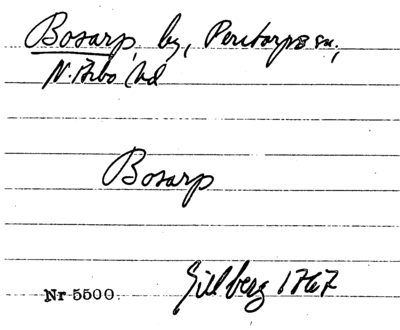 Bosarp, by, Perstorps sn,
N. Åsbo hd
Bosarp
Gillberg 1767
Nr 5500.